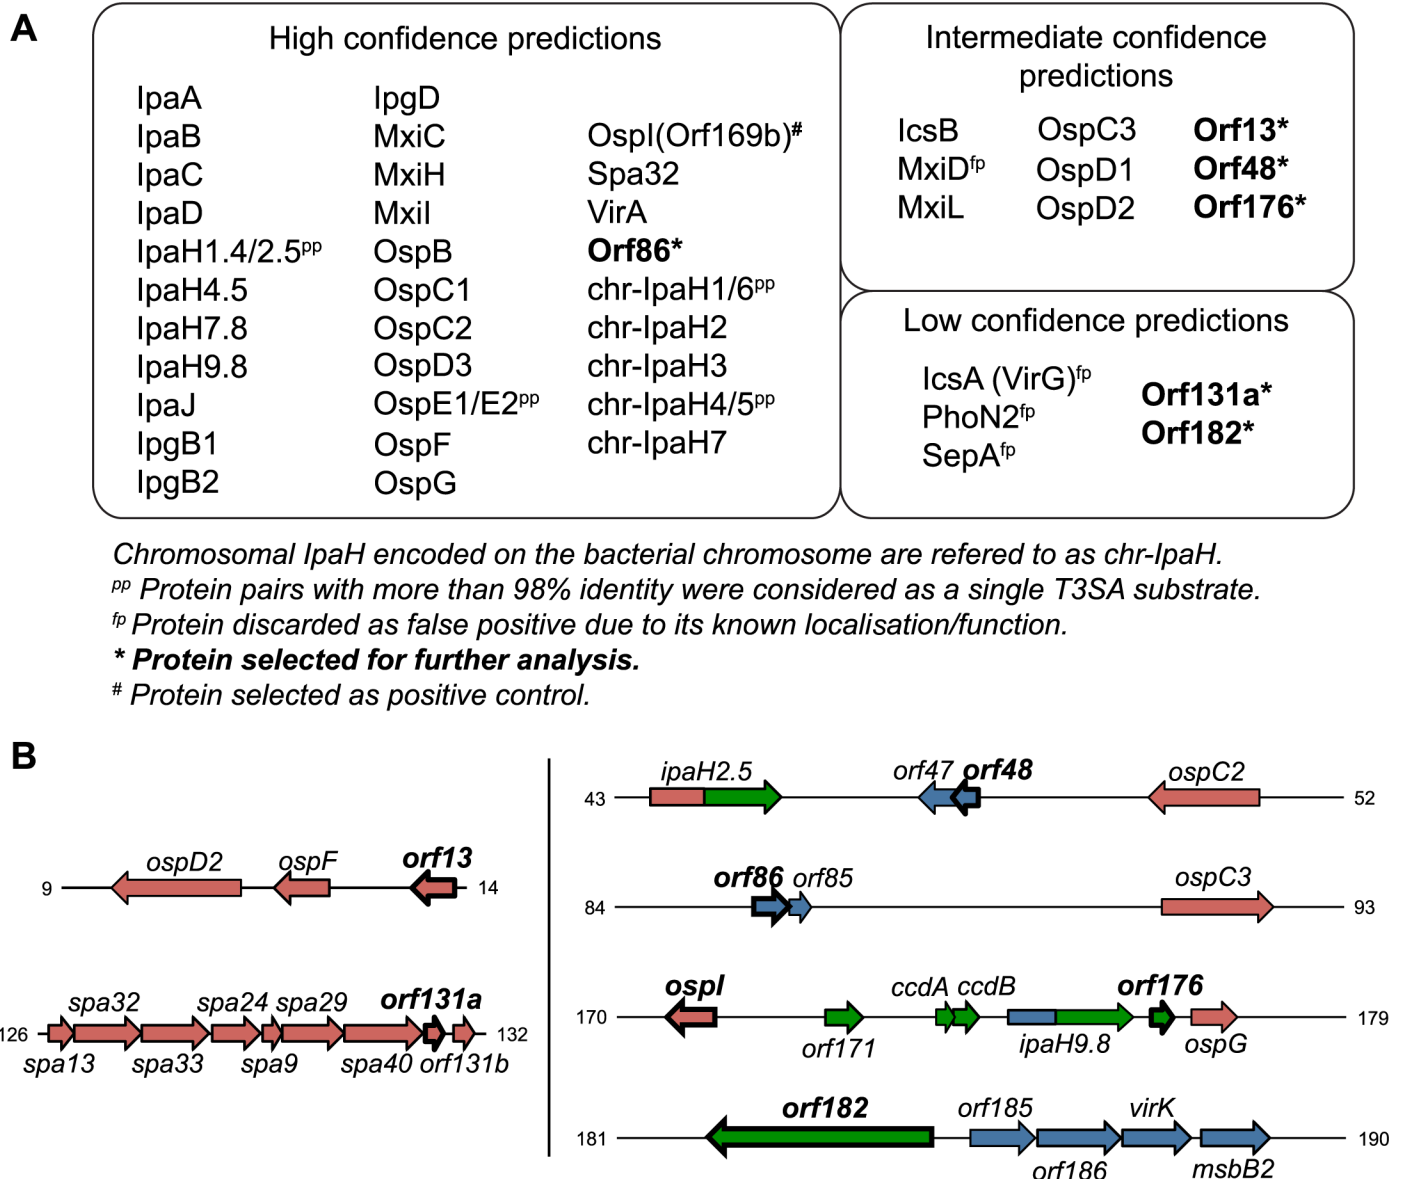 A
High confidence predictions
IpaA
IpaB
IpaC
IpaD
IpaH1.4/2.5pp
IpaH4.5
IpaH7.8
IpaH9.8
IpaJ
IpgB1
IpgB2
IpgD
MxiC
MxiH
MxiI
OspB
OspC1
OspC2
OspD3
OspE1/E2pp
OspF
OspG
OspI(Orf169b)#
Spa32
VirA
Orf86*
chr-IpaH1/6pp
chr-IpaH2
chr-IpaH3
chr-IpaH4/5pp
chr-IpaH7
Intermediate confidence
predictions
IcsB
MxiDfp
MxiL
OspC3
OspD1
OspD2
Orf13*
Orf48*
Orf176*
Low confidence predictions
IcsA (VirG)fp
PhoN2fp
SepAfp
Orf131a*
Orf182*
Chromosomal IpaH encoded on the bacterial chromosome are refered to as chr-IpaH.
pp Protein pairs with more than 98% identity were considered as a single T3SA substrate.
fp Protein discarded as false positive due to its known localisation/function.
* Protein selected for further analysis.
# Protein selected as positive control.
B
ospD2 ospF orf13
9 14
spa32 spa24 spa29 orf131a
126 132
spa13 spa33 spa9 spa40 orf131b
ipaH2.5 orf47 orf48 ospC2
43 52
orf86 orf85 ospC3
84 93
ospI ccdA ccdB orf176
170 179
orf171 ipaH9.8 ospG
orf182 orf185 virK
181 190
orf186 msbB2